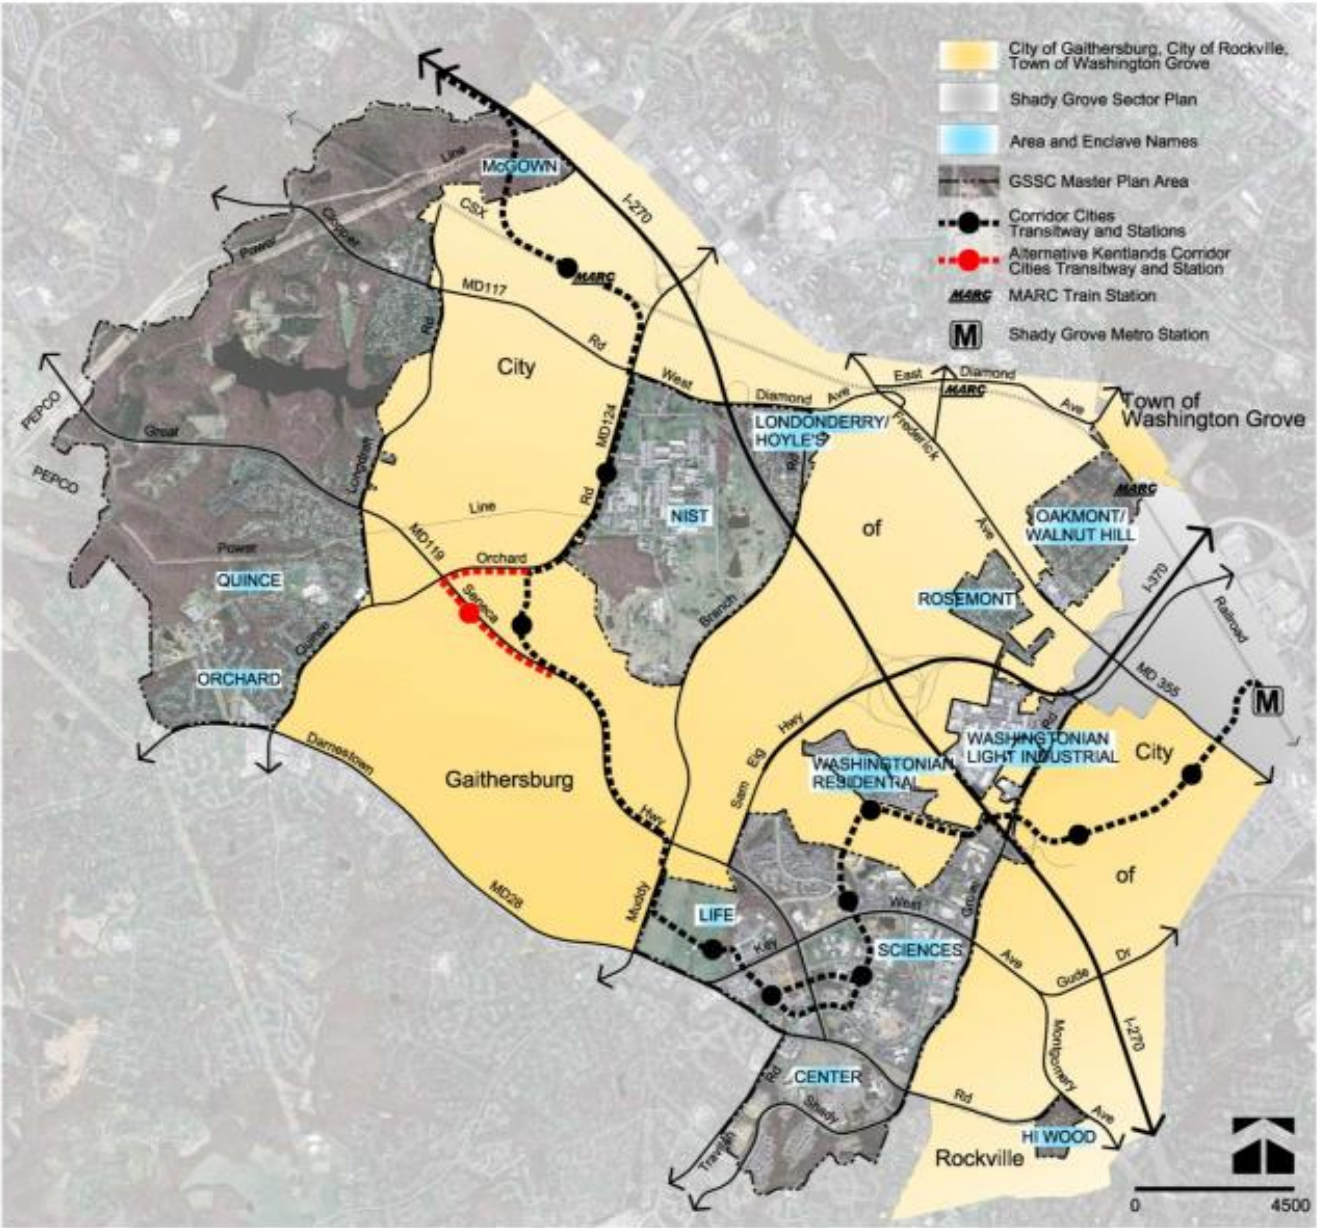 City of Gaithersburg, City of Rockville,
Town of Washington Grove
Shady Grove Sector Plan
Area and Enclave Names
GSSC Master Plan Area
Corridor Cities
Transitway and Stations
Alternative Kentlands Corridor
Cities Transitway and Station
MARC MARC Train Station
M Shady Grove Metro Station
McGOWN
Line
CSX
I-270
Clopper
Power
MARC
MD117
Rd
Rd
City
West
Diamond
Ave
East
Diamond
MARC
Ave
Town of
Washington Grove
PEPCO
PEPCO
Great
Longdraft
MD124
Rd
LONDONDERRY/
HOYLE'S
Rd
Frederick
Ave
MARC
NIST
OAKMONT/
WALNUT HILL
of
Line
MD119
Orchard
Power
QUINCE
Seneca
Branch
ROSEMONT
I-370
Railroad
Quince
ORCHARD
MD 355
M
Darnestown
Gaithersburg
Sam
Eig
Hwy
WASHINGTONIAN
RESIDENTIAL
WASHINGTONIAN
LIGHT INDUSTRIAL
Rd
City
Hwy
of
MD28
Muddy
LIFE
Key
West
Grove
SCIENCES
Ave
Gude
Dr
Montgomery
I-270
CENTER
Rd
Shady
Rd
Ave
HI WOOD
Travilah
Rockville
0
4500